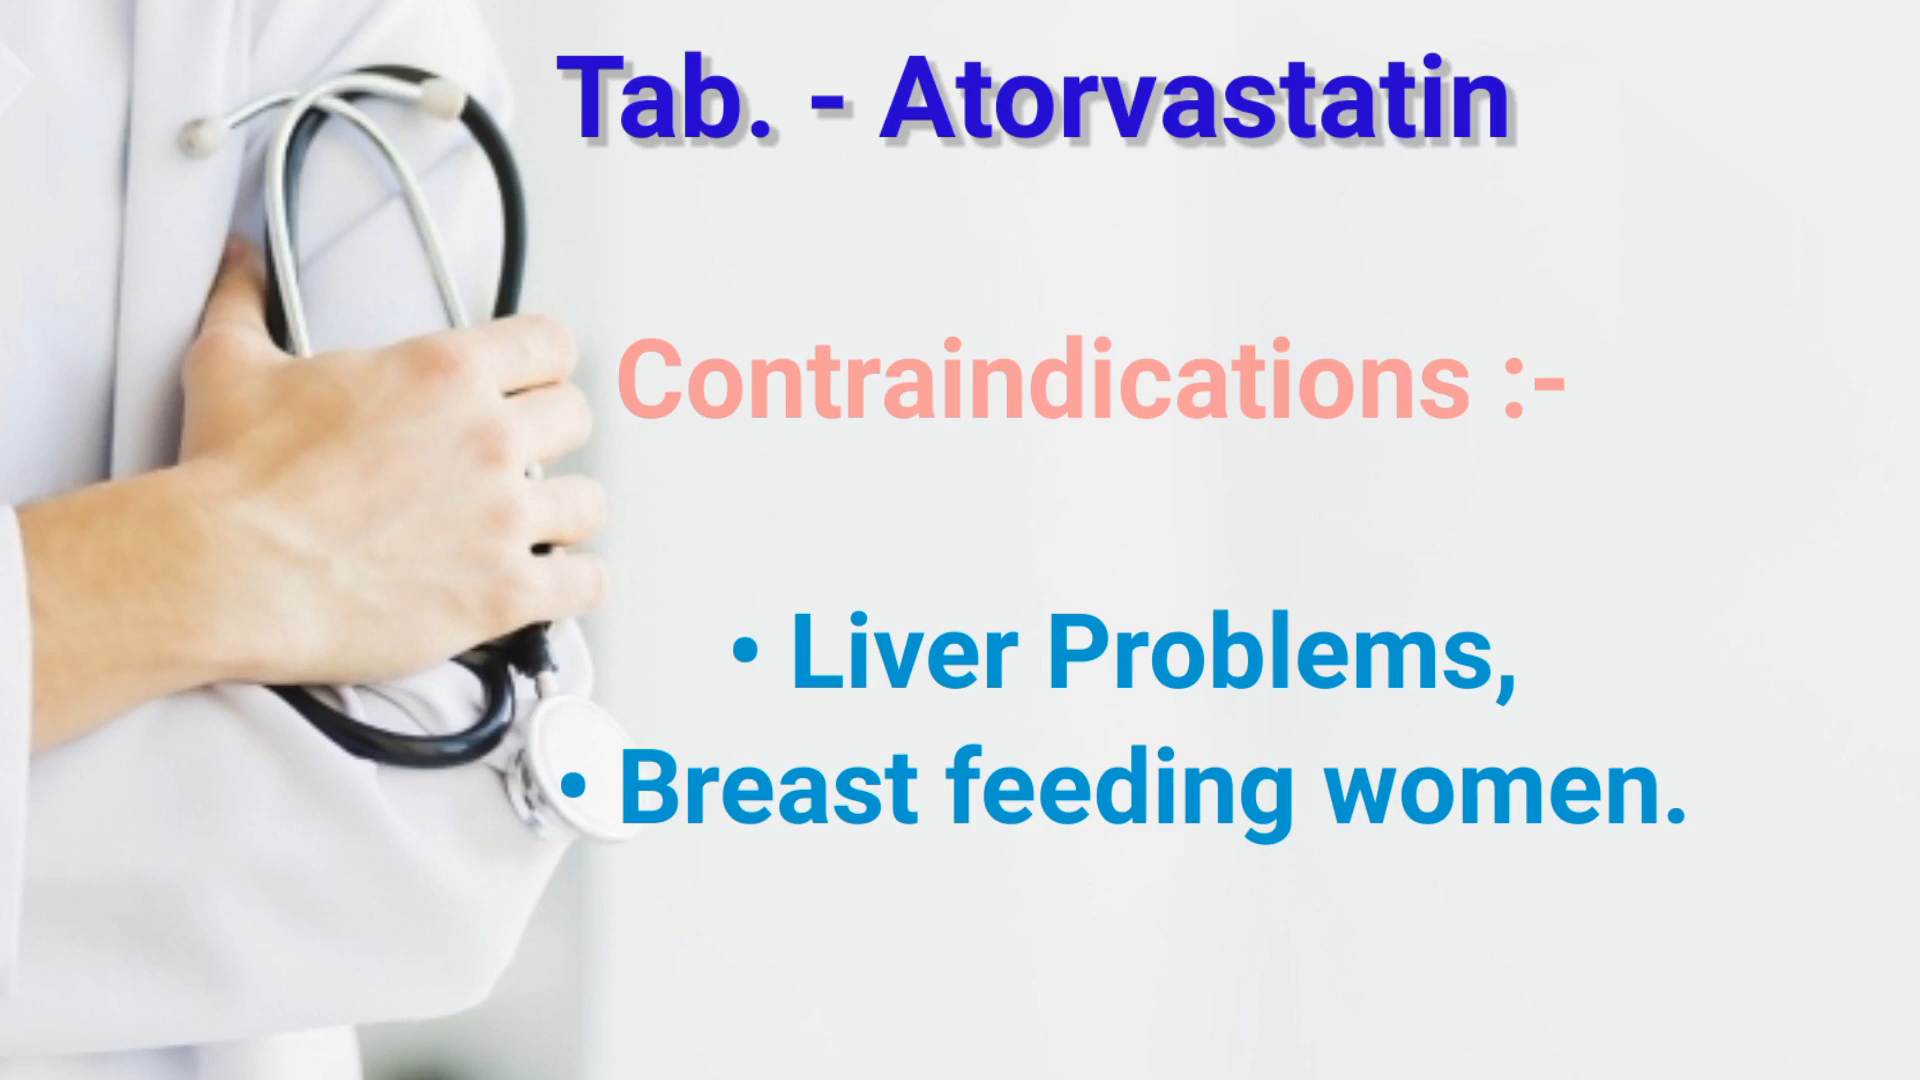 Tab. - Atorvastatin
Contraindications :-
• Liver Problems,
• Breast feeding women.